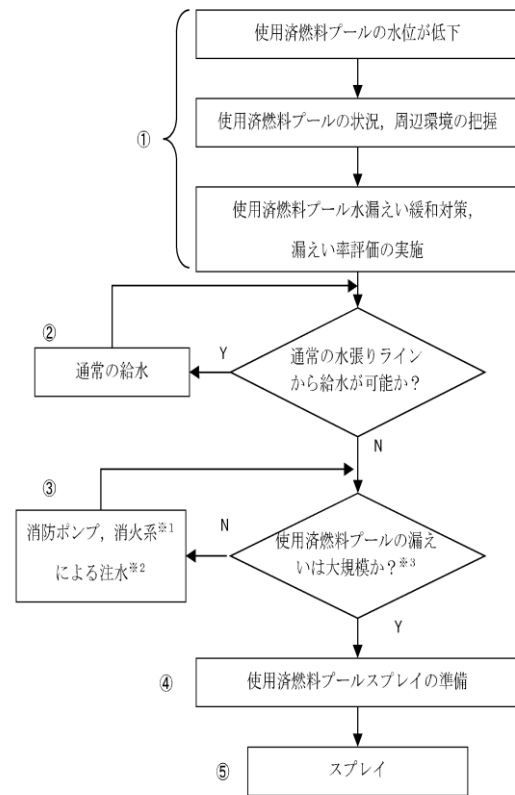 使用済燃料プールの水位が低下
使用済燃料プールの状況，周辺環境の把握
①
使用済燃料プール水漏えい緩和対策，
漏えい率評価の実施
②
通常の給水
Y
通常の水張りライン
から給水が可能か？
N
③
消防ポンプ，消火系※1
による注水※2
N
使用済燃料プールの漏え
いは大規模か？※3
Y
④
使用済燃料プールスプレイの準備
⑤
スプレイ